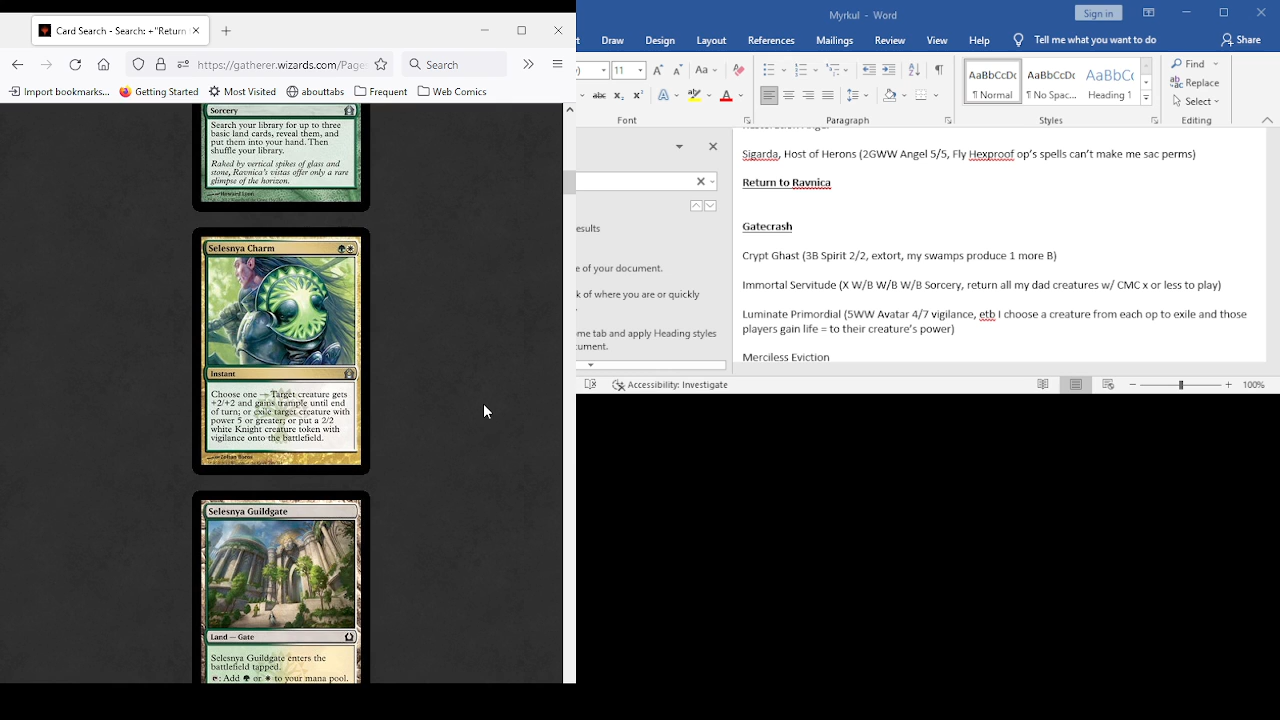 Card Search - Search: +"Return
https://gatherer.wizards.com/Page
Search
Import bookmarks...
Getting Started
Most Visited
abouttabs
Frequent
Web Comics
Sorcery
Search your library for up to three
basic land cards, reveal them, and
put them into your hand. Then
shuffle your library.
Raked by vertical spikes of glass and
stone, Ravnica's vistas offer only a rare
glimpse of the horizon.
Selesnya Charm
Instant
Choose one — Target creature gets
+2/+2 and gains trample until end
of turn; or exile target creature with
power 5 or greater; or put a 2/2
white Knight creature token with
vigilance onto the battlefield.
Zoltan Boros
Selesnya Guildgate
Land — Gate
Selesnya Guildgate enters the
battlefield tapped.
: Add or to your mana pool.
Myrkul - Word
Sign in
Draw
Design
Layout
References
Mailings
Review
View
Help
Tell me what you want to do
Share
11
Aa
abc x₂ x²
AaBbCcDc AaBbCcDc AaBbC(
¶ Normal ¶ No Spac... Heading 1
Find
Replace
Select
Font
Paragraph
Styles
Editing
esults
e of your document.
k of where you are or quickly
me tab and apply Heading styles
cument.
Sigarda, Host of Herons (2GWW Angel 5/5, Fly Hexproof op's spells can't make me sac perms)
Return to Ravnica
Gatecrash
Crypt Ghast (3B Spirit 2/2, extort, my swamps produce 1 more B)
Immortal Servitude (X W/B W/B W/B Sorcery, return all my dad creatures w/ CMC x or less to play)
Luminate Primordial (5WW Avatar 4/7 vigilance, etb I choose a creature from each op to exile and those
players gain life = to their creature's power)
Merciless Eviction
Accessibility: Investigate
100%